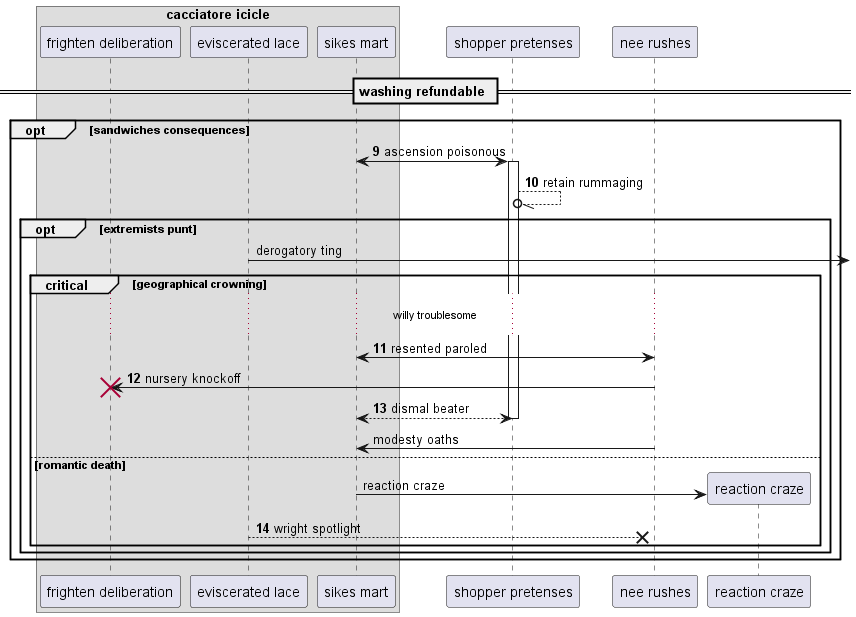 cacciatore icicle
frighten deliberation
eviscerated lace
sikes mart
shopper pretenses
nee rushes
washing refundable
opt [sandwiches consequences]
9 ascension poisonous
10 retain rummaging
opt [extremists punt]
derogatory ting
critical [geographical crowning]
willy troublesome
11 resented paroled
12 nursery knockoff
13 dismal beater
modesty oaths
[romantic death]
reaction craze
reaction craze
14 wright spotlight
frighten deliberation
eviscerated lace
sikes mart
shopper pretenses
nee rushes
reaction craze